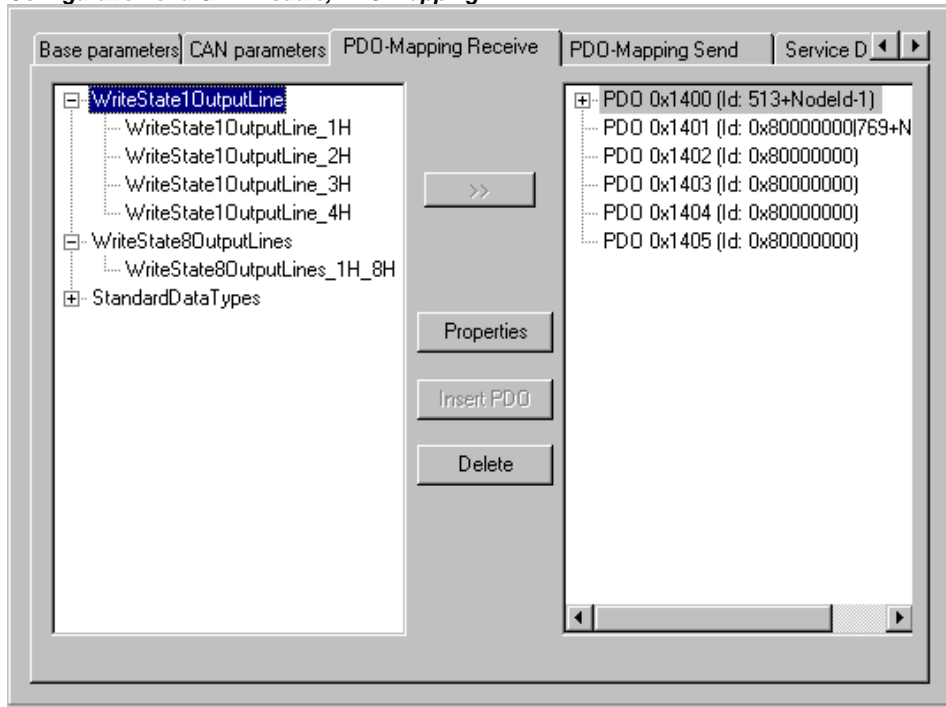 Base parameters CAN parameters PDO-Mapping Receive PDO-Mapping Send Service D
WriteState1OutputLine
WriteState1OutputLine_1H
WriteState1OutputLine_2H
WriteState1OutputLine_3H
WriteState1OutputLine_4H
WriteState8OutputLines
WriteState8OutputLines_1H_8H
StandardDataTypes
>>
Properties
Insert PDO
Delete
PDO 0x1400 (Id: 513+NodeId-1)
PDO 0x1401 (Id: 0x80000000|769+N
PDO 0x1402 (Id: 0x80000000)
PDO 0x1403 (Id: 0x80000000)
PDO 0x1404 (Id: 0x80000000)
PDO 0x1405 (Id: 0x80000000)